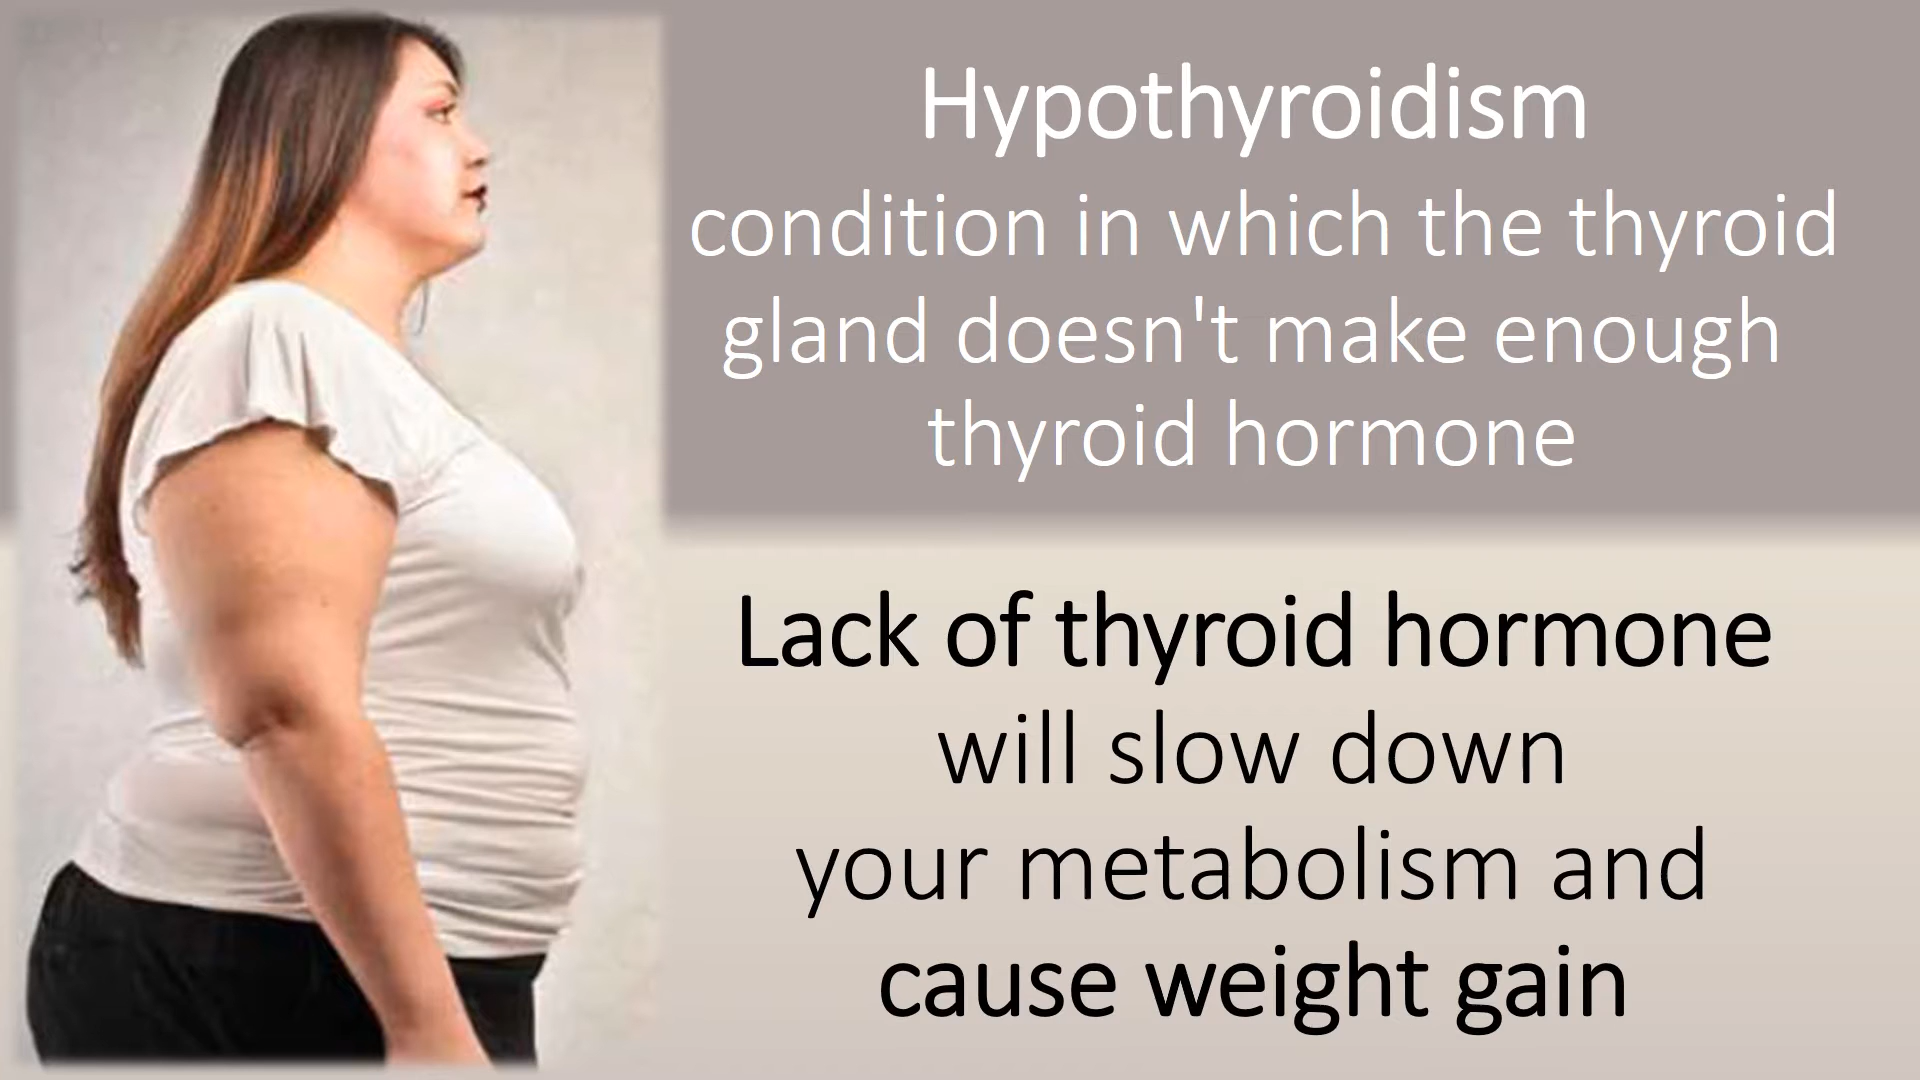 Hypothyroidism
condition in which the thyroid
gland doesn't make enough
thyroid hormone
Lack of thyroid hormone
will slow down
your metabolism and
cause weight gain